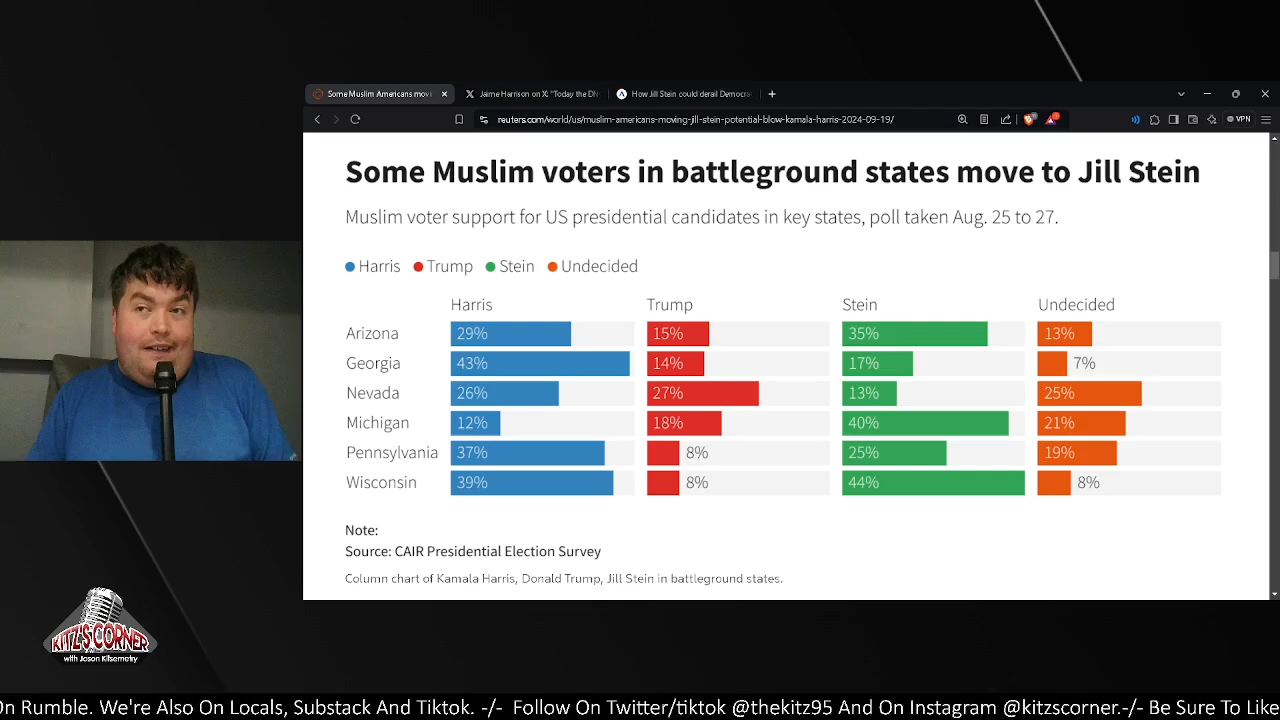 Some Muslim Americans mov
Jaime Harrison on X: "Today the DN
How Jill Stein could derail Democra
reuters.com/world/us/muslim-americans-moving-jill-stein-potential-blow-kamala-harris-2024-09-19/
VPN
Some Muslim voters in battleground states move to Jill Stein
Muslim voter support for US presidential candidates in key states, poll taken Aug. 25 to 27.
Harris Trump Stein Undecided
Harris Trump Stein Undecided
Arizona 29% 15% 35% 13%
Georgia 43% 14% 17% 7%
Nevada 26% 27% 13% 25%
Michigan 12% 18% 40% 21%
Pennsylvania 37% 8% 25% 19%
Wisconsin 39% 8% 44% 8%
Note:
Source: CAIR Presidential Election Survey
Column chart of Kamala Harris, Donald Trump, Jill Stein in battleground states.
KITZ'S CORNER
with Jason Kitsemetry
On Rumble. We're Also On Locals, Substack And Tiktok. -/- Follow On Twitter/tiktok @thekitz95 And On Instagram @kitzscorner.-/- Be Sure To Like